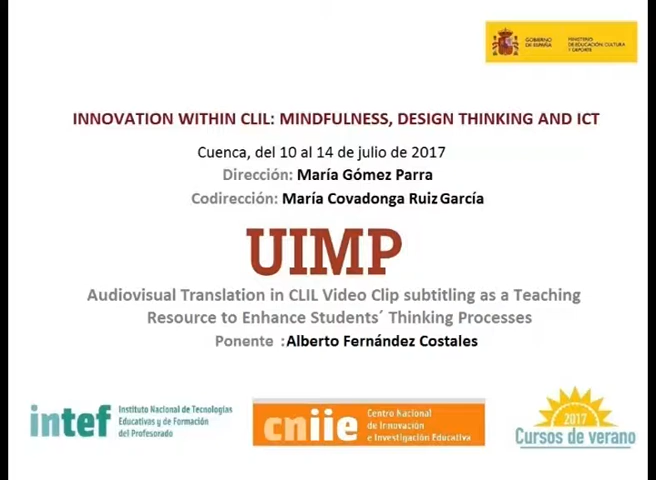 GOBIERNO
DE ESPAÑA
MINISTERIO
DE EDUCACIÓN, CULTURA
Y DEPORTE
INNOVATION WITHIN CLIL: MINDFULNESS, DESIGN THINKING AND ICT
Cuenca, del 10 al 14 de julio de 2017
Dirección: María Gómez Parra
Codirección: María Covadonga Ruiz García
UIMP
Audiovisual Translation in CLIL Video Clip subtitling as a Teaching
Resource to Enhance Students´ Thinking Processes
Ponente :Alberto Fernández Costales
intef
Instituto Nacional de Tecnologías
Educativas y de Formación
del Profesorado
cniie
Centro Nacional
de Innovación
e Investigación Educativa
2017
Cursos de verano